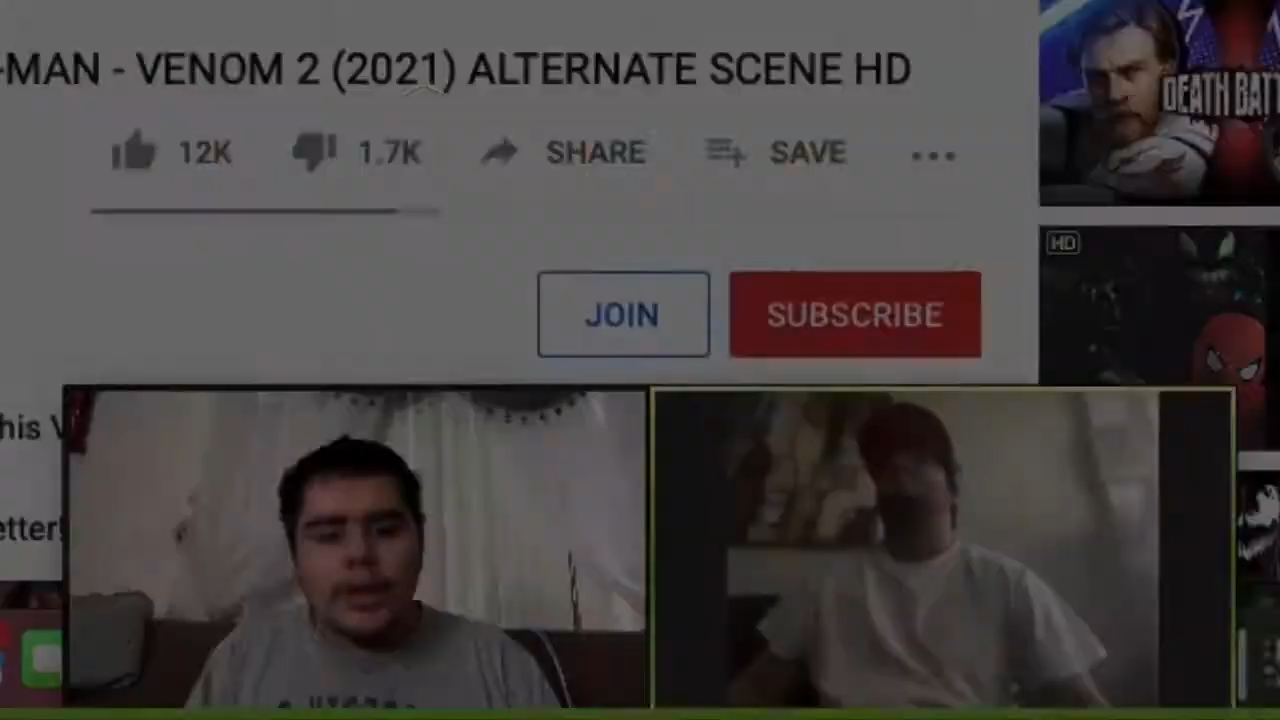 -MAN - VENOM 2 (2021) ALTERNATE SCENE HD
12K 1.7K SHARE SAVE
JOIN SUBSCRIBE
DEATH BATT
HD
his V
etter!